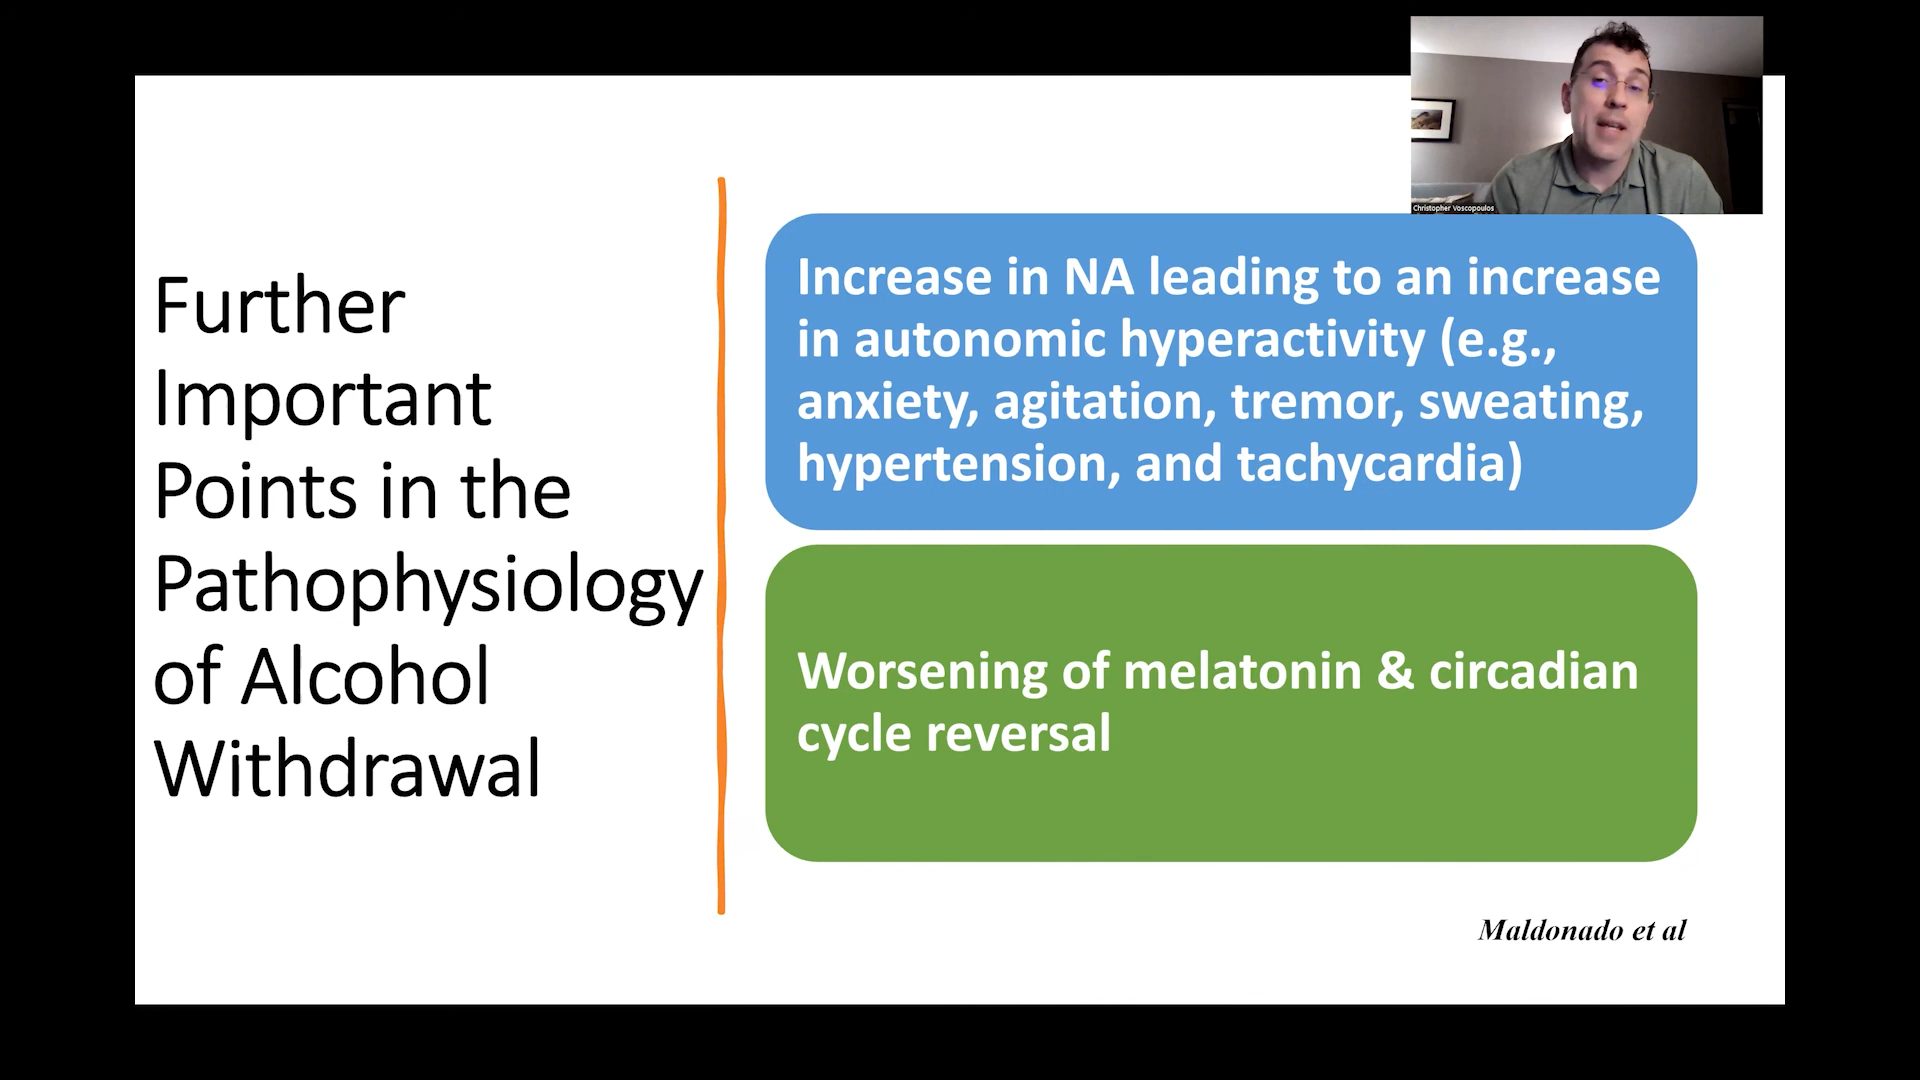 Christopher Voscopoulos
Further
Important
Points in the
Pathophysiology
of Alcohol
Withdrawal
Increase in NA leading to an increase
in autonomic hyperactivity (e.g.,
anxiety, agitation, tremor, sweating,
hypertension, and tachycardia)
Worsening of melatonin & circadian
cycle reversal
Maldonado et al